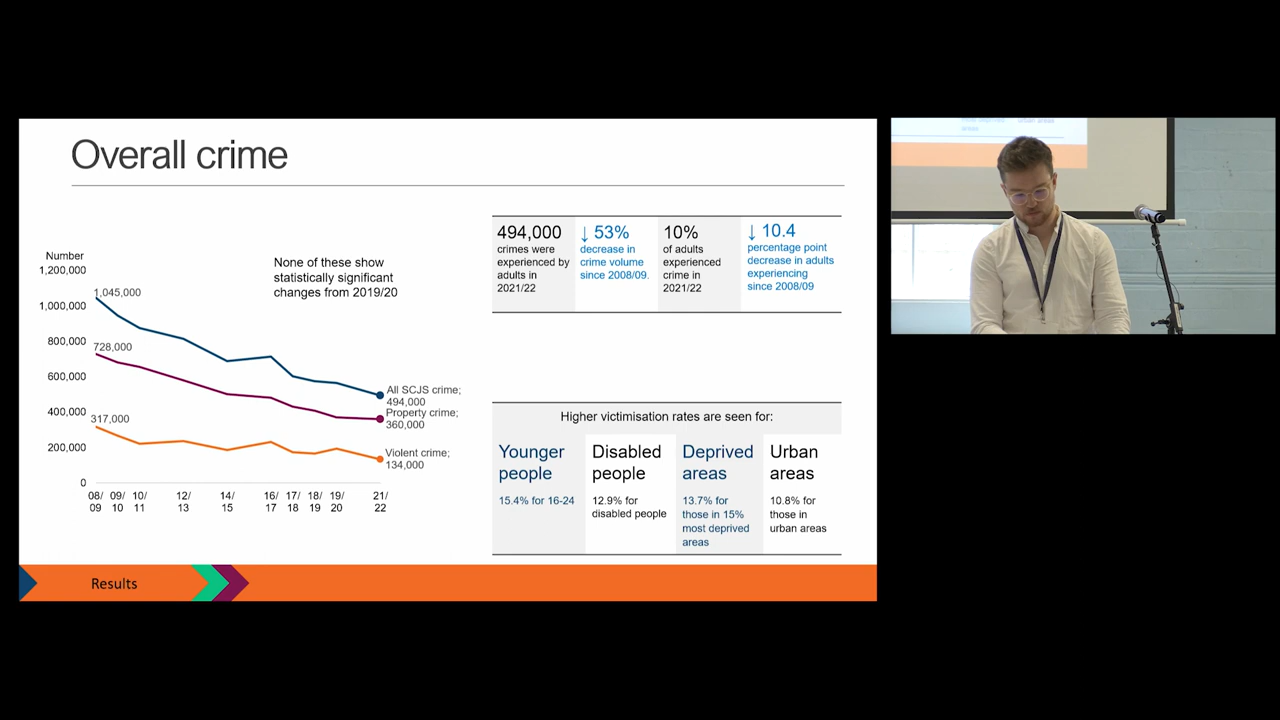 Overall crime
Number
1,200,000
1,000,000
800,000
600,000
400,000
200,000
0
1,045,000
728,000
317,000
None of these show
statistically significant
changes from 2019/20
All SCJS crime;
494,000
Property crime;
360,000
Violent crime;
134,000
08/ 09/ 10/ 12/ 14/ 16/ 17/ 18/ 19/ 21/
09 10 11 13 15 17 18 19 20 22
494,000
crimes were
experienced by
adults in
2021/22
↓ 53%
decrease in
crime volume
since 2008/09.
10%
of adults
experienced
crime in
2021/22
↓ 10.4
percentage point
decrease in adults
experiencing
since 2008/09
Higher victimisation rates are seen for:
Younger
people
15.4% for 16-24
Disabled
people
12.9% for
disabled people
Deprived
areas
13.7% for
those in 15%
most deprived
areas
Urban
areas
10.8% for
those in
urban areas
Results